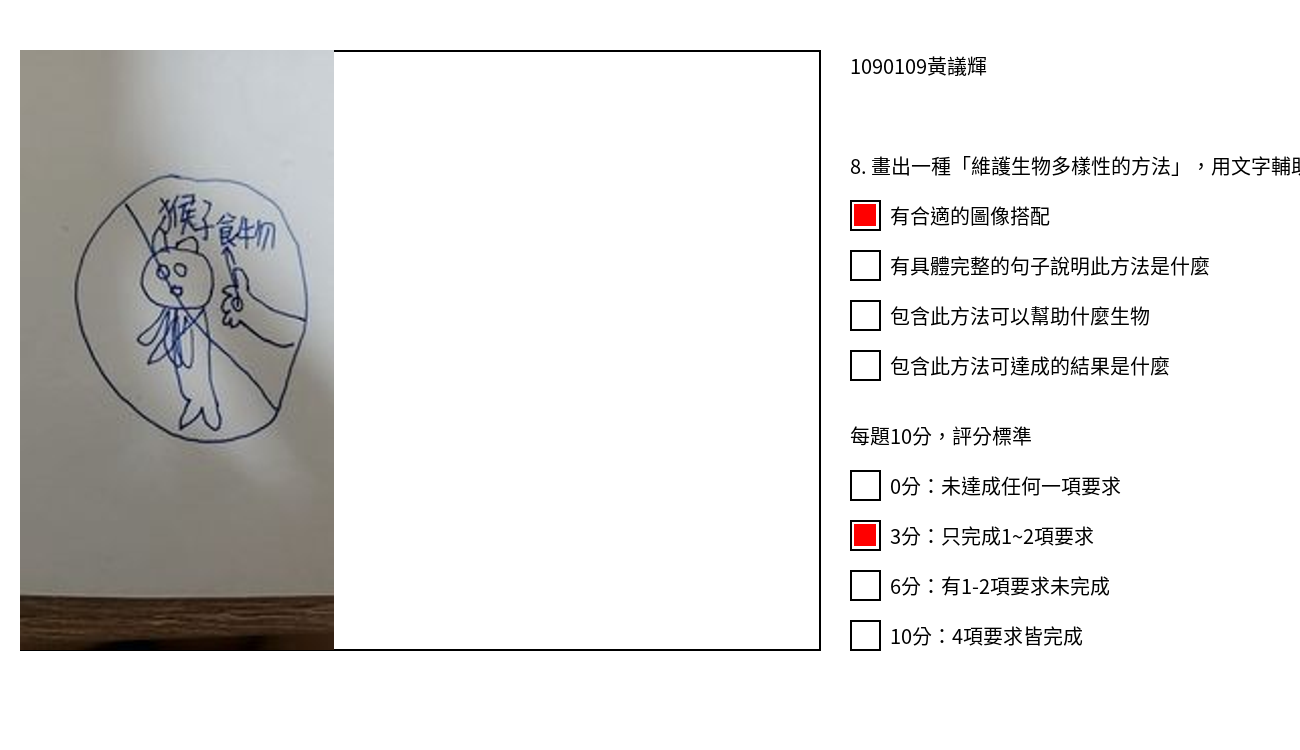 猴子
食物
1090109黃議輝
8. 畫出一種「維護生物多樣性的方法」，用文字輔
有合適的圖像搭配
有具體完整的句子說明此方法是什麼
包含此方法可以幫助什麼生物
包含此方法可達成的結果是什麼
每題10分，評分標準
0分：未達成任何一項要求
3分：只完成1~2項要求
6分：有1-2項要求未完成
10分：4項要求皆完成